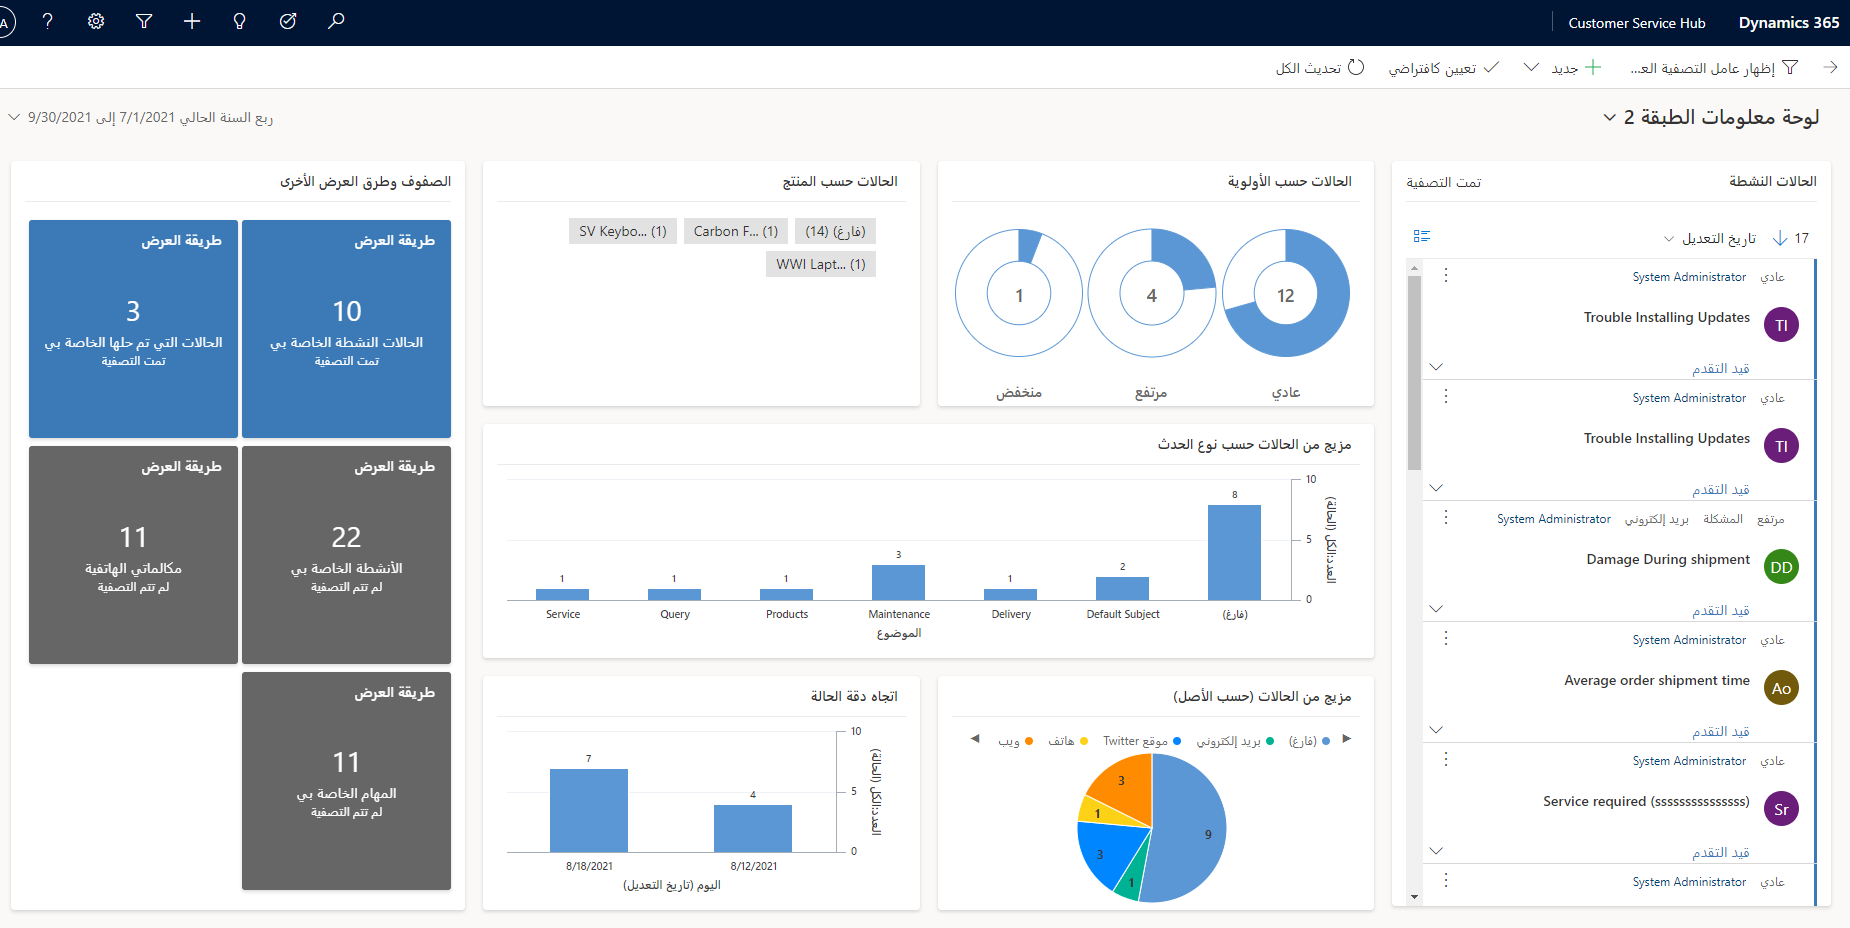 Dynamics 365
Customer Service Hub
A
إظهار عامل التصفية العـ...
جديد
تعيين كافتراضي
تحديث الكل
لوحة معلومات الطبقة 2
ربع السنة الحالي 7/1/2021 إلى 9/30/2021
الحالات النشطة
تمت التصفية
17
تاريخ التعديل
عادي System Administrator
TI
Trouble Installing Updates
قيد التقدم
عادي System Administrator
TI
Trouble Installing Updates
قيد التقدم
مرتفع المشكلة بريد إلكتروني System Administrator
DD
Damage During shipment
قيد التقدم
عادي System Administrator
Ao
Average order shipment time
قيد التقدم
عادي System Administrator
Sr
Service required (sssssssssssssss)
قيد التقدم
عادي System Administrator
الحالات حسب الأولوية
12
4
1
عادي
مرتفع
منخفض
الحالات حسب المنتج
(فارغ) (14)
Carbon F... (1)
SV Keybo... (1)
WWI Lapt... (1)
مزيج من الحالات حسب نوع الحدث
العدد:الكل (الحالة)
10
5
0
8
2
1
3
1
1
1
(فارغ)
Default Subject
Delivery
Maintenance
Products
Query
Service
الموضوع
مزيج من الحالات (حسب الأصل)
(فارغ)
بريد إلكتروني
موقع Twitter
هاتف
ويب
9
1
3
1
3
اتجاه دقة الحالة
العدد:الكل (الحالة)
10
5
0
4
7
8/12/2021
8/18/2021
اليوم (تاريخ التعديل)
الصفوف وطرق العرض الأخرى
طريقة العرض
10
الحالات النشطة الخاصة بي
تمت التصفية
طريقة العرض
3
الحالات التي تم حلها الخاصة بي
تمت التصفية
طريقة العرض
22
الأنشطة الخاصة بي
لم تتم التصفية
طريقة العرض
11
مكالماتي الهاتفية
لم تتم التصفية
طريقة العرض
11
المهام الخاصة بي
لم تتم التصفية